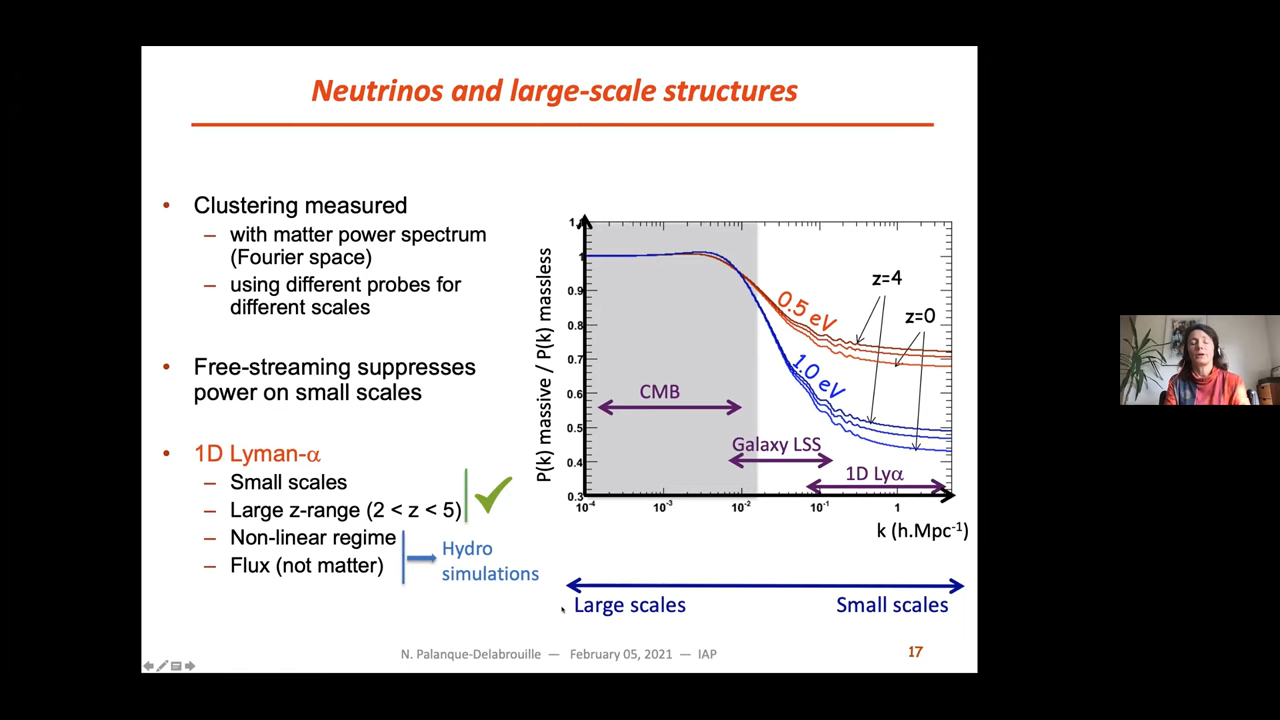 Neutrinos and large-scale structures
• Clustering measured
– with matter power spectrum
(Fourier space)
– using different probes for
different scales
• Free-streaming suppresses
power on small scales
• 1D Lyman-α
– Small scales
– Large z-range (2 < z < 5)
– Non-linear regime
– Flux (not matter)
Hydro
simulations
P(k) massive / P(k) massless
1
0.9
0.8
0.7
0.6
0.5
0.4
0.3
10-4
10-3
10-2
10-1
1
k (h.Mpc-1)
z=4
z=0
0.5 eV
1.0 eV
CMB
Galaxy LSS
1D Lyα
Large scales
Small scales
N. Palanque-Delabrouille — February 05, 2021 — IAP
17